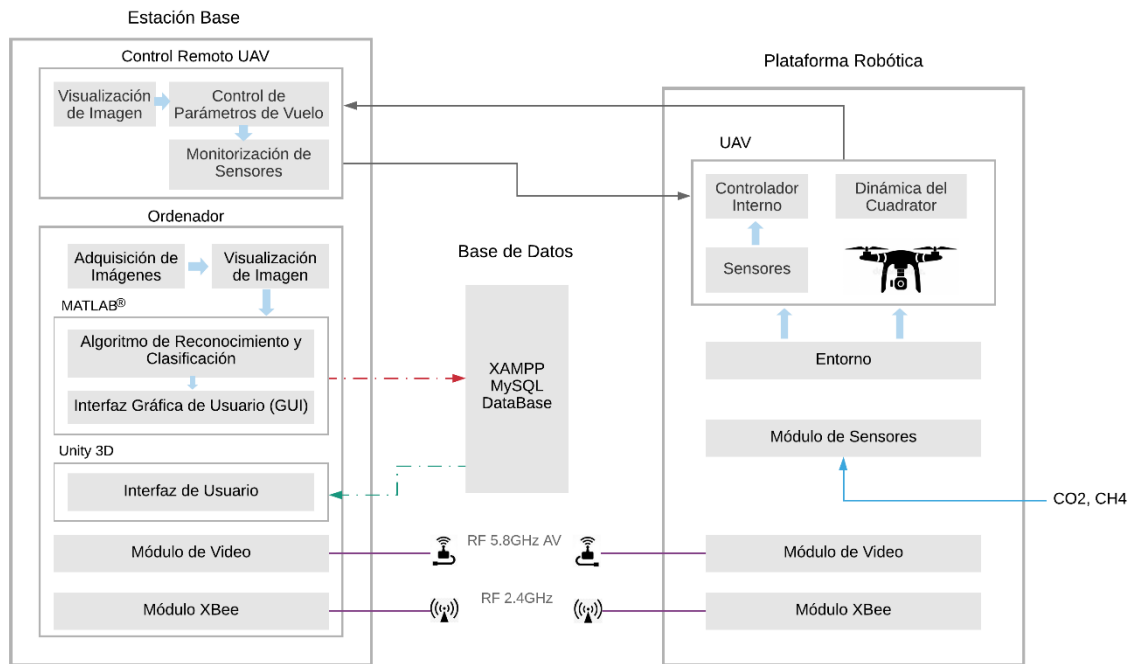 Estación Base
Control Remoto UAV
Visualización
de Imagen
Control de
Parámetros de Vuelo
Monitorización de
Sensores
Ordenador
Adquisición de
Imágenes
Visualización
de Imagen
MATLAB®
Algoritmo de Reconocimiento y
Clasificación
Interfaz Gráfica de Usuario (GUI)
Unity 3D
Interfaz de Usuario
Módulo de Video
Módulo XBee
Base de Datos
XAMPP
MySQL
DataBase
RF 5.8GHz AV
RF 2.4GHz
Plataforma Robótica
UAV
Controlador
Interno
Dinámica del
Cuadrator
Sensores
Entorno
Módulo de Sensores
CO2, CH4
Módulo de Video
Módulo XBee